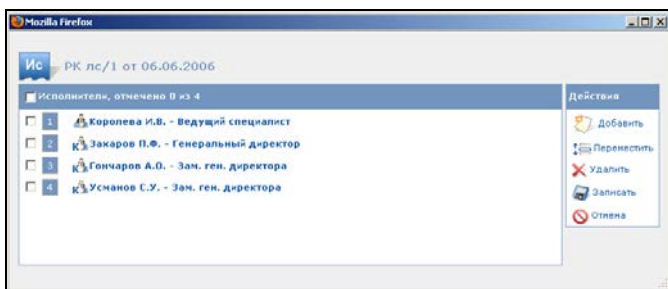 Mozilla Firefox
Ис РК лс/1 от 06.06.2006
Исполнители, отмечено 0 из 4
1 Королева И.В. - Ведущий специалист
2 К Захаров П.Ф. - Генеральный директор
3 К Гончаров А.О. - Зам. ген. директора
4 К Усманов С.У. - Зам. ген. директора
Действия
Добавить
Переместить
Удалить
Записать
Отмена